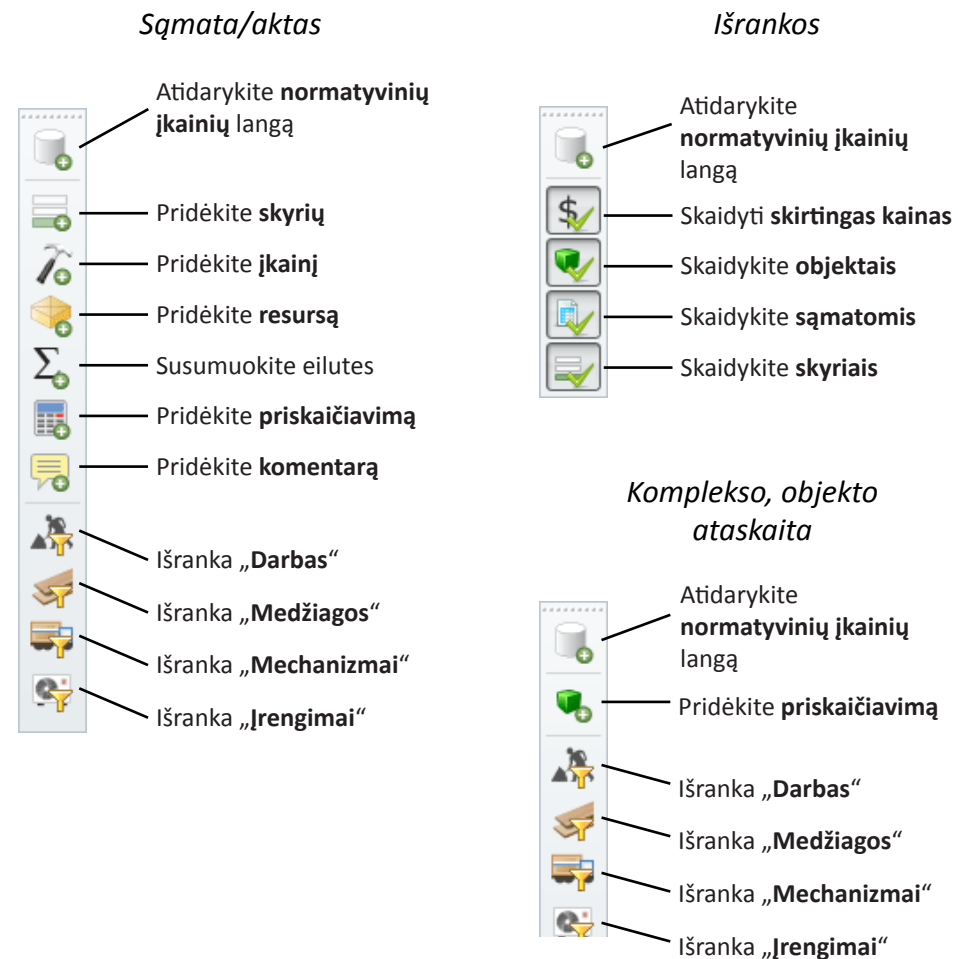 Sąmata/aktas
Atidarykite normatyvinių
įkainių langą
Pridėkite skyrių
Pridėkite įkainį
Pridėkite resursą
Susumuokite eilutes
Pridėkite priskaičiavimą
Pridėkite komentarą
Išranka „Darbas“
Išranka „Medžiagos“
Išranka „Mechanizmai“
Išranka „Įrengimai“
Išrankos
Atidarykite
normatyvinių įkainių
langą
Skaidyti skirtingas kainas
Skaidykite objektais
Skaidykite sąmatomis
Skaidykite skyriais
Komplekso, objekto
ataskaita
Atidarykite
normatyvinių įkainių
langą
Pridėkite priskaičiavimą
Išranka „Darbas“
Išranka „Medžiagos“
Išranka „Mechanizmai“
Išranka „Įrengimai“